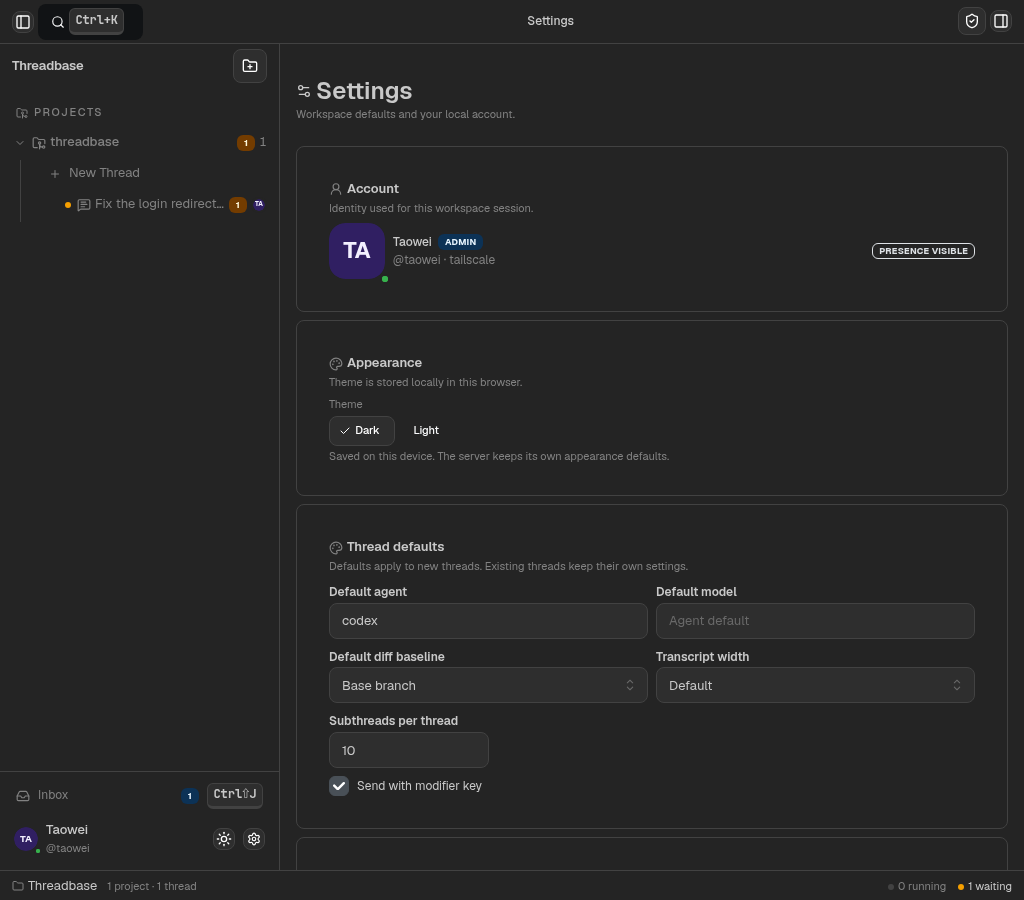 Ctrl+K
Settings
Threadbase
PROJECTS
threadbase 1 1
New Thread
Fix the login redirect… 1 TA
Inbox 1 Ctrl⇧J
TA Taowei
@taowei
Settings
Workspace defaults and your local account.
Account
Identity used for this workspace session.
TA
Taowei ADMIN
@taowei · tailscale
PRESENCE VISIBLE
Appearance
Theme is stored locally in this browser.
Theme
Dark Light
Saved on this device. The server keeps its own appearance defaults.
Thread defaults
Defaults apply to new threads. Existing threads keep their own settings.
Default agent Default model
codex Agent default
Default diff baseline Transcript width
Base branch Default
Subthreads per thread
10
Send with modifier key
Threadbase 1 project · 1 thread 0 running 1 waiting